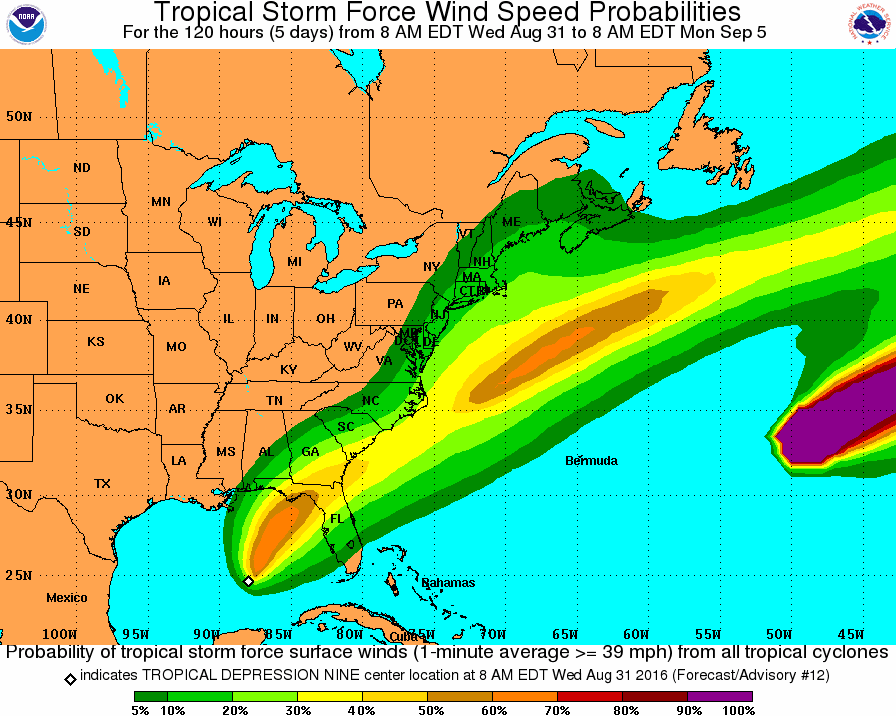 Tropical Storm Force Wind Speed Probabilities
For the 120 hours (5 days) from 8 AM EDT Wed Aug 31 to 8 AM EDT Mon Sep 5
NOAA
NATIONAL WEATHER SERVICE
50N
ND
MN
45N
WI
ME
SD
VT
MI
NY
NH
MA
IA
NE
CT
RI
PA
NJ
40N
IL
IN
OH
MD
DC
DE
KS
MO
WV
VA
KY
OK
TN
NC
35N
AR
SC
MS
AL
GA
LA
Bermuda
TX
30N
FL
25N
Bahamas
Mexico
100W 95W 90W 85W 80W 75W 70W 65W 60W 55W 50W 45W
Cuba
Probability of tropical storm force surface winds (1-minute average >= 39 mph) from all tropical cyclones
indicates TROPICAL DEPRESSION NINE center location at 8 AM EDT Wed Aug 31 2016 (Forecast/Advisory #12)
5% 10% 20% 30% 40% 50% 60% 70% 80% 90% 100%